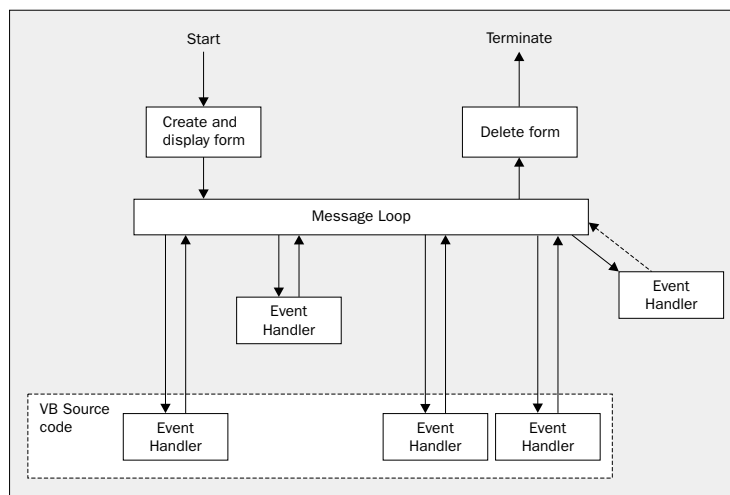 Start
Terminate
Create and
display form
Delete form
Message Loop
Event
Handler
Event
Handler
VB Source
code
Event
Handler
Event
Handler
Event
Handler